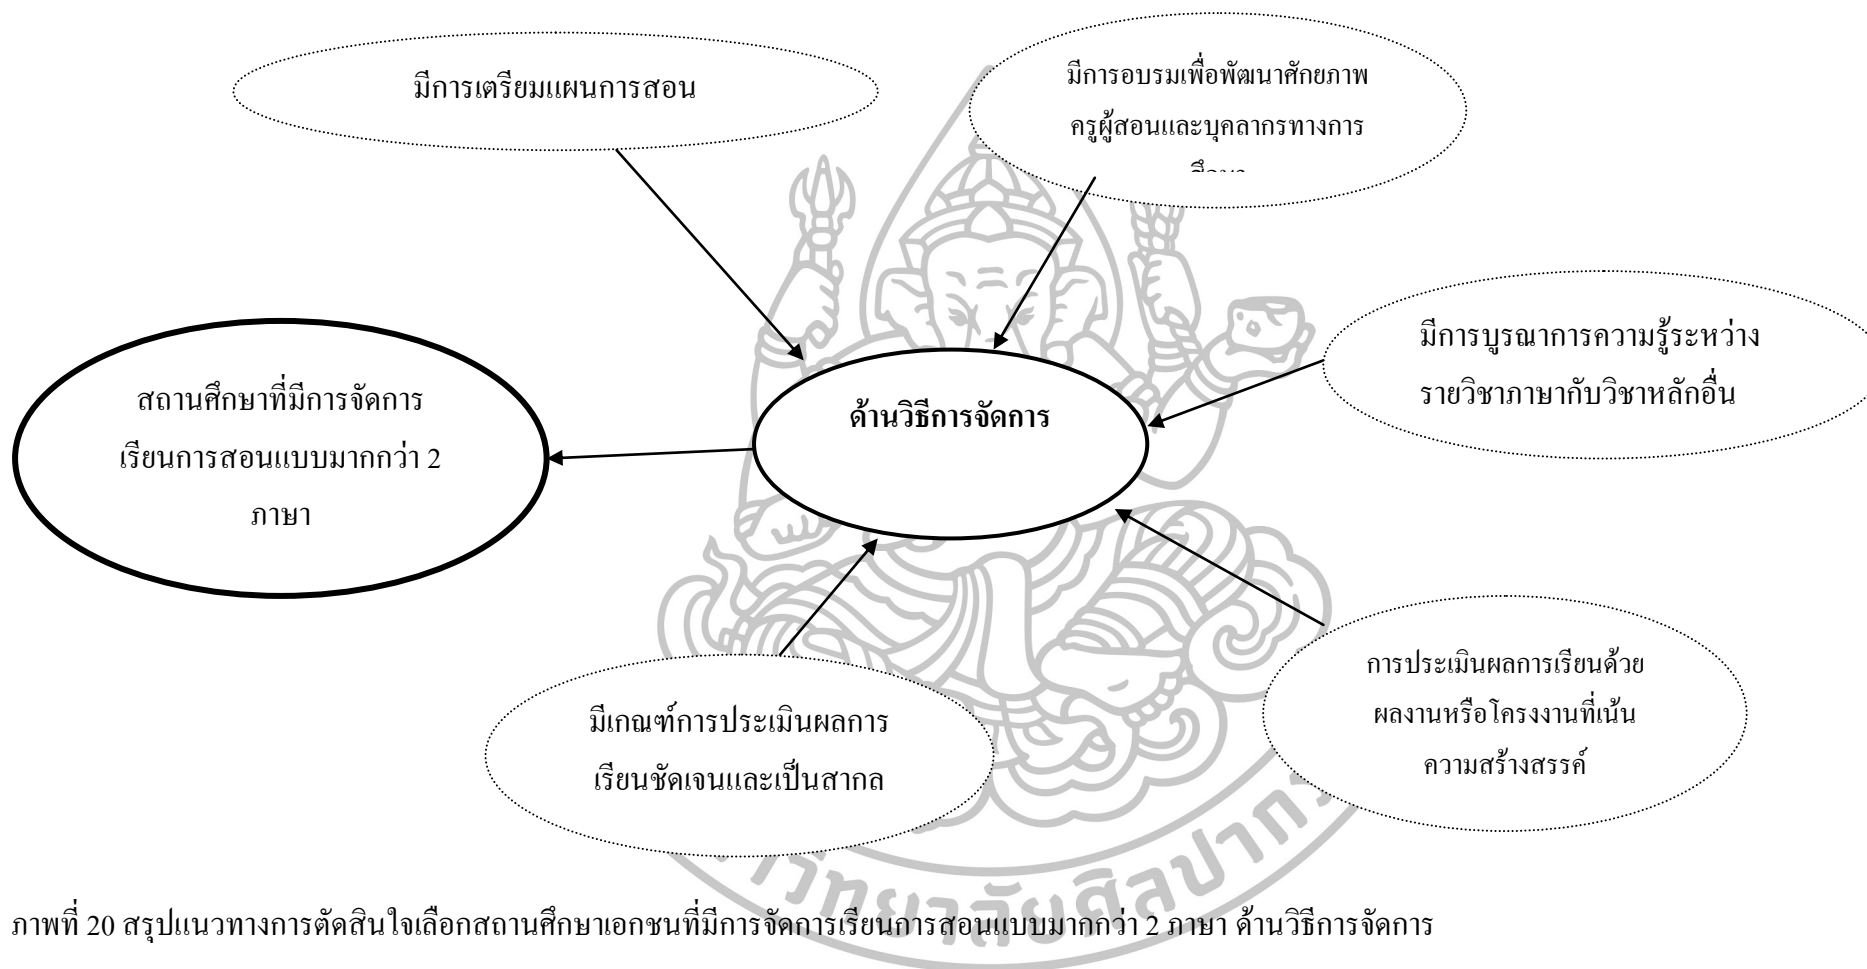 มีการเตรียมแผนการสอน
มีการอบรมเพื่อพัฒนาศักยภาพ
ครูผู้สอนและบุคลากรทางการ
มีการบูรณาการความรู้ระหว่าง
รายวิชาภาษากับวิชาหลักอื่น
ด้านวิธีการจัดการ
สถานศึกษาที่มีการจัดการ
เรียนการสอนแบบมากกว่า 2
ภาษา
การประเมินผลการเรียนด้วย
ผลงานหรือโครงงานที่เน้น
ความสร้างสรรค์
มีเกณฑ์การประเมินผลการ
เรียนชัดเจนและเป็นสากล
ภาพที่ 20 สรุปแนวทางการตัดสินใจเลือกสถานศึกษาเอกชนที่มีการจัดการเรียนการสอนแบบมากกว่า 2 ภาษา ด้านวิธีการจัดการ